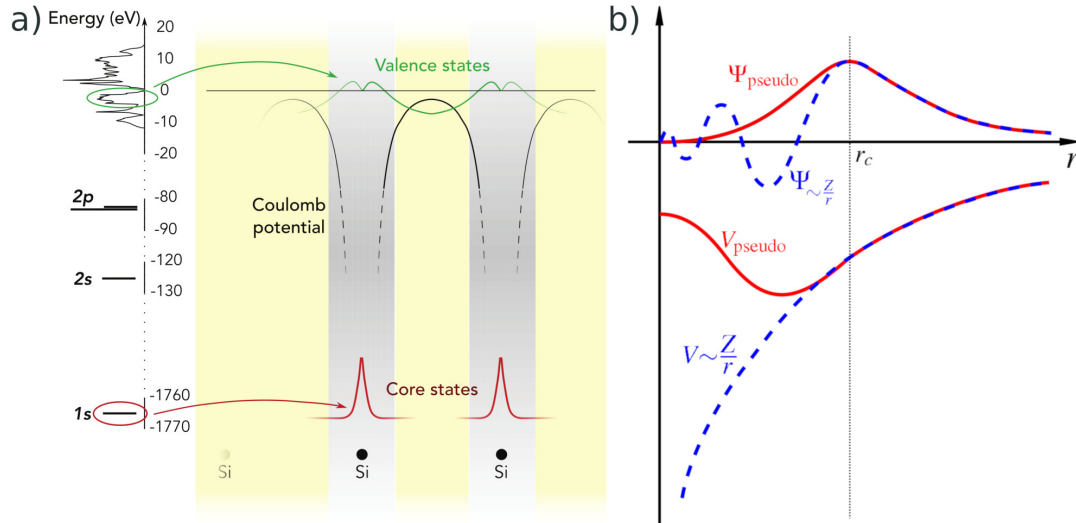 a)
Energy (eV)
20
10
0
-10
-20
-80
-90
-120
-130
-1760
-1770
2p
2s
1s
Valence states
Coulomb
potential
Core states
Si
Si
Si
b)
Ψpseudo
rc
r
Ψ~Z/r
Vpseudo
V~Z/r